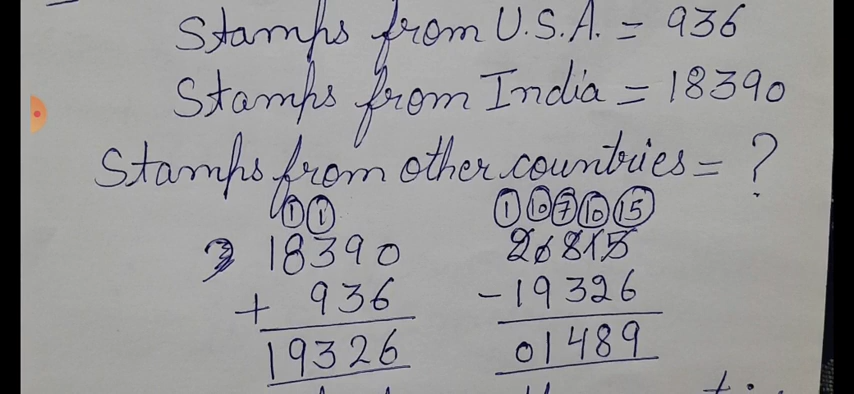 Stamps from U.S.A. = 936
Stamps from India = 18390
Stamps from other countries = ?
1 1
18390
+ 936
19326
1 10 7 10 15
20815
- 19326
01489